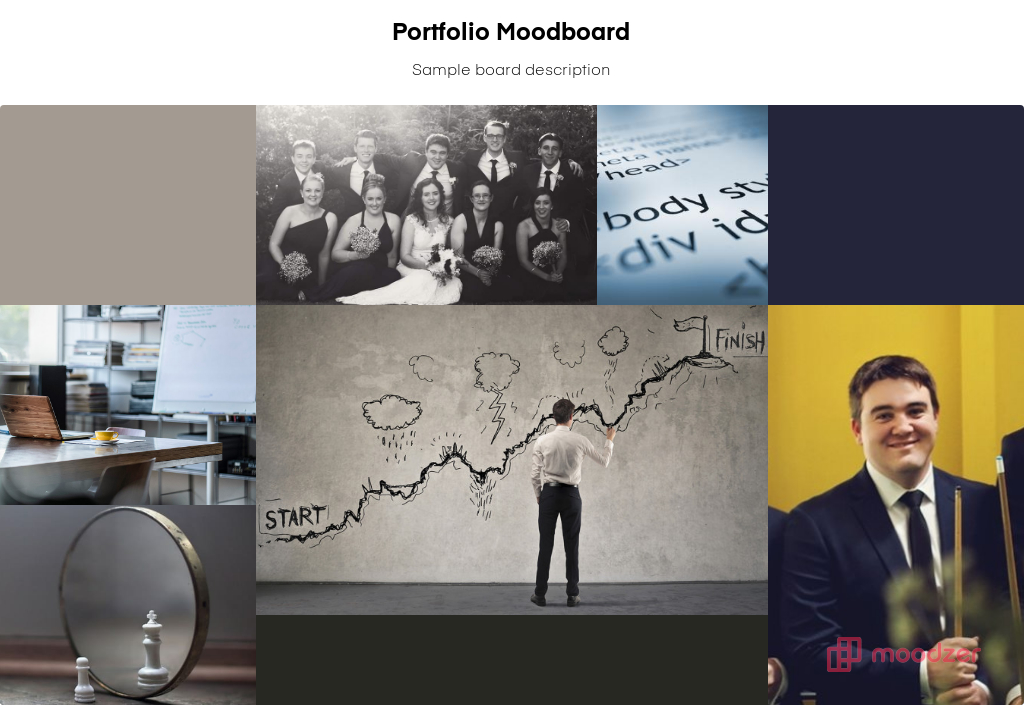 Portfolio Moodboard
Sample board description
/head>
body sty
<div id
START
FINISH
moodzer